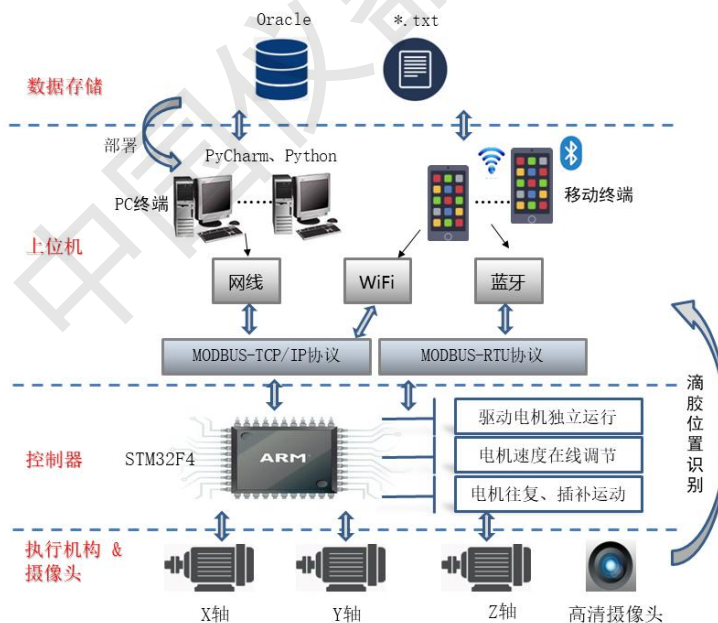 Oracle
*.txt
数据存储
部署
PyCharm、Python
PC终端
移动终端
上位机
网线
WiFi
蓝牙
MODBUS-TCP/IP协议
MODBUS-RTU协议
滴胶位置识别
控制器
STM32F4
ARM
驱动电机独立运行
电机速度在线调节
电机往复、插补运动
执行机构 &
摄像头
X轴
Y轴
Z轴
高清摄像头
中国仪器